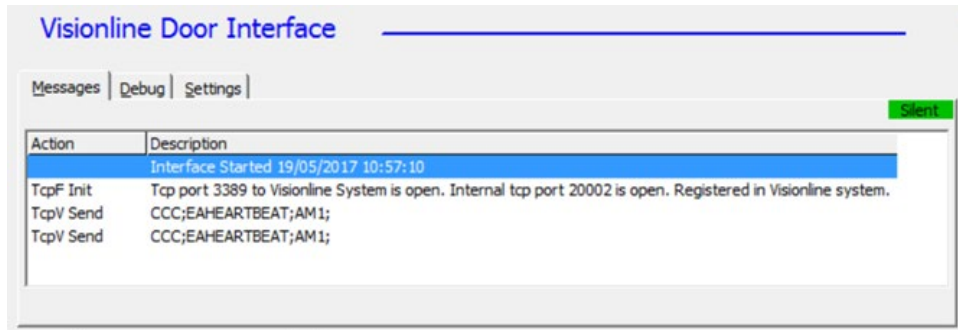 Visionline Door Interface
Messages Debug Settings
Silent
Action Description
Interface Started 19/05/2017 10:57:10
TcpF Init Tcp port 3389 to Visionline System is open. Internal tcp port 20002 is open. Registered in Visionline system.
TcpV Send CCC;EAHEARTBEAT;AM1;
TcpV Send CCC;EAHEARTBEAT;AM1;